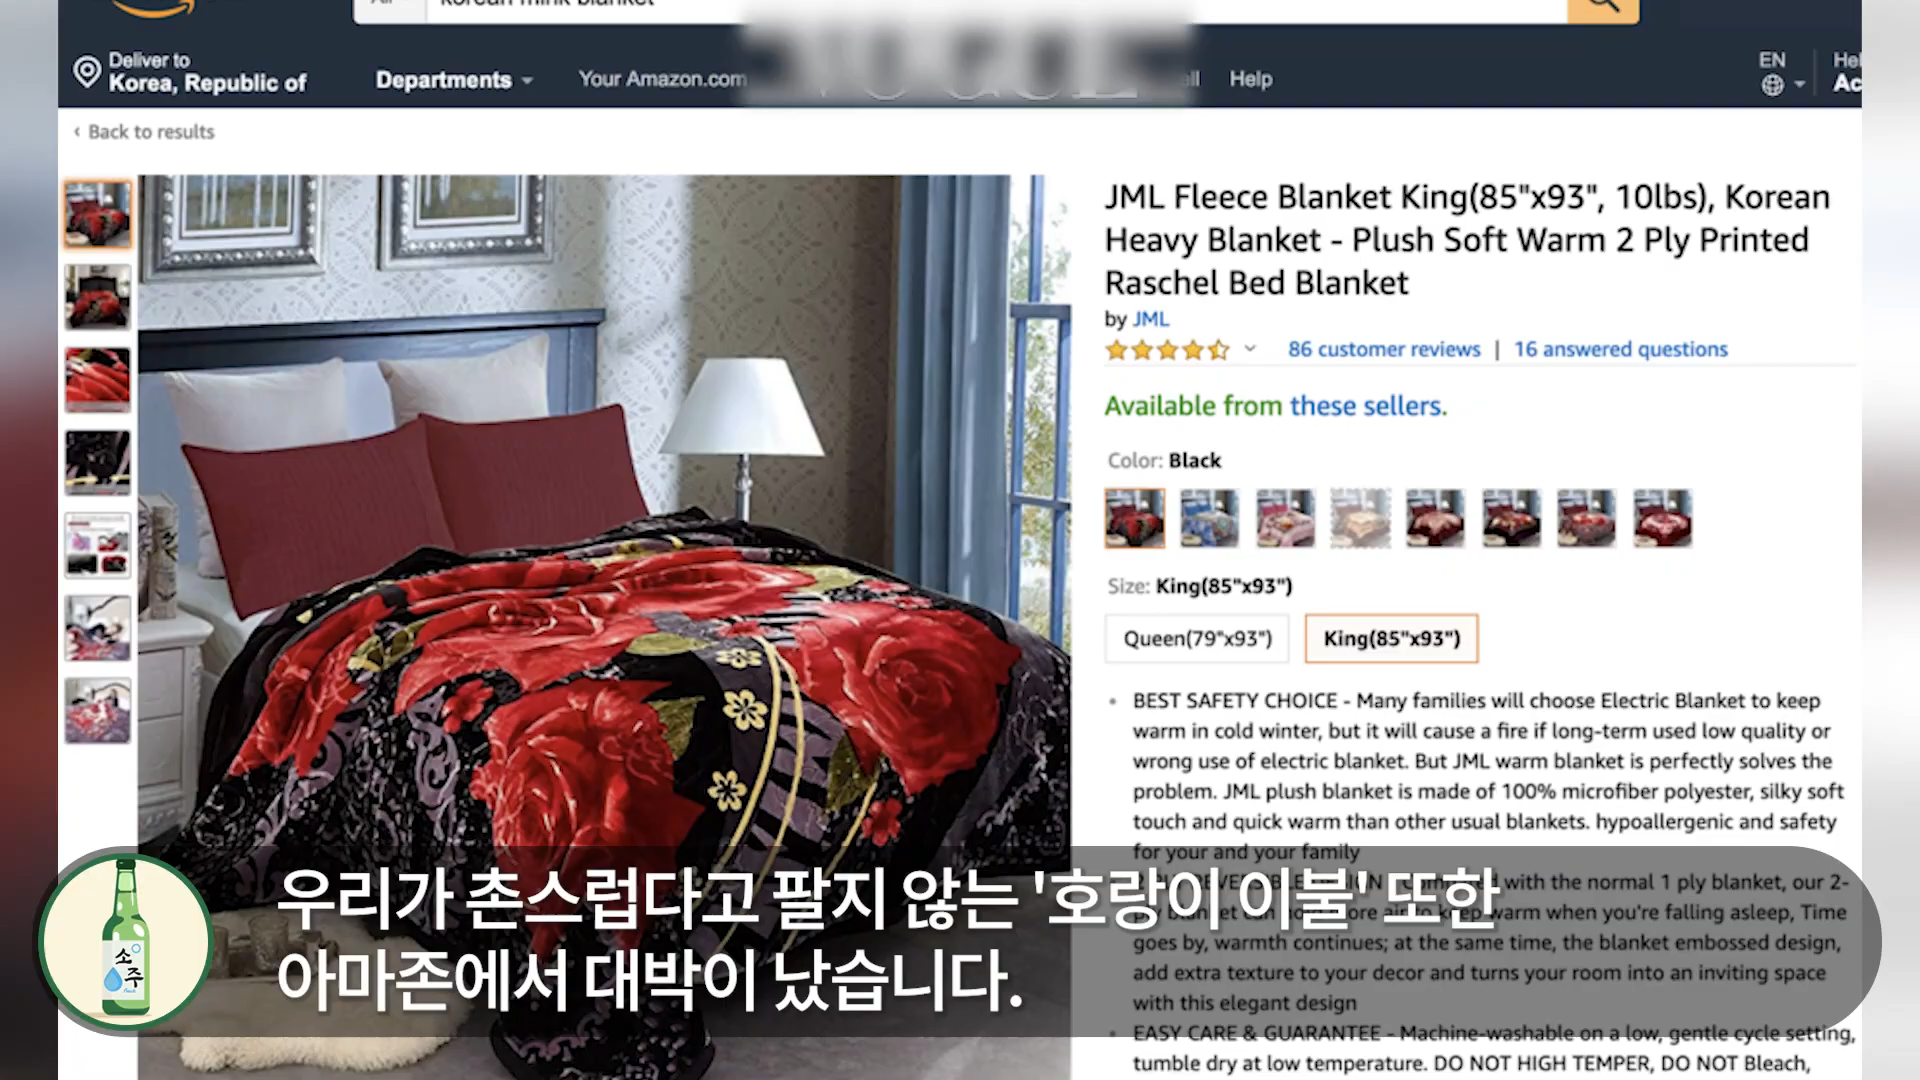 Deliver to
Korea, Republic of
Departments
Your Amazon.com
Help
EN
‹ Back to results
JML Fleece Blanket King(85"x93", 10lbs), Korean
Heavy Blanket - Plush Soft Warm 2 Ply Printed
Raschel Bed Blanket
by JML
86 customer reviews | 16 answered questions
Available from these sellers.
Color: Black
Size: King(85"x93")
Queen(79"x93") King(85"x93")
• BEST SAFETY CHOICE - Many families will choose Electric Blanket to keep
warm in cold winter, but it will cause a fire if long-term used low quality or
wrong use of electric blanket. But JML warm blanket is perfectly solves the
problem. JML plush blanket is made of 100% microfiber polyester, silky soft
touch and quick warm than other usual blankets. hypoallergenic and safety
for your and your family
with the normal 1 ply blanket, our 2-
warm when you're falling asleep, Time
goes by, warmth continues; at the same time, the blanket embossed design,
add extra texture to your decor and turns your room into an inviting space
with this elegant design
• EASY CARE & GUARANTEE - Machine-washable on a low, gentle cycle setting,
tumble dry at low temperature. DO NOT HIGH TEMPER, DO NOT Bleach,
소주
우리가 촌스럽다고 팔지 않는 '호랑이 이불' 또한
아마존에서 대박이 났습니다.